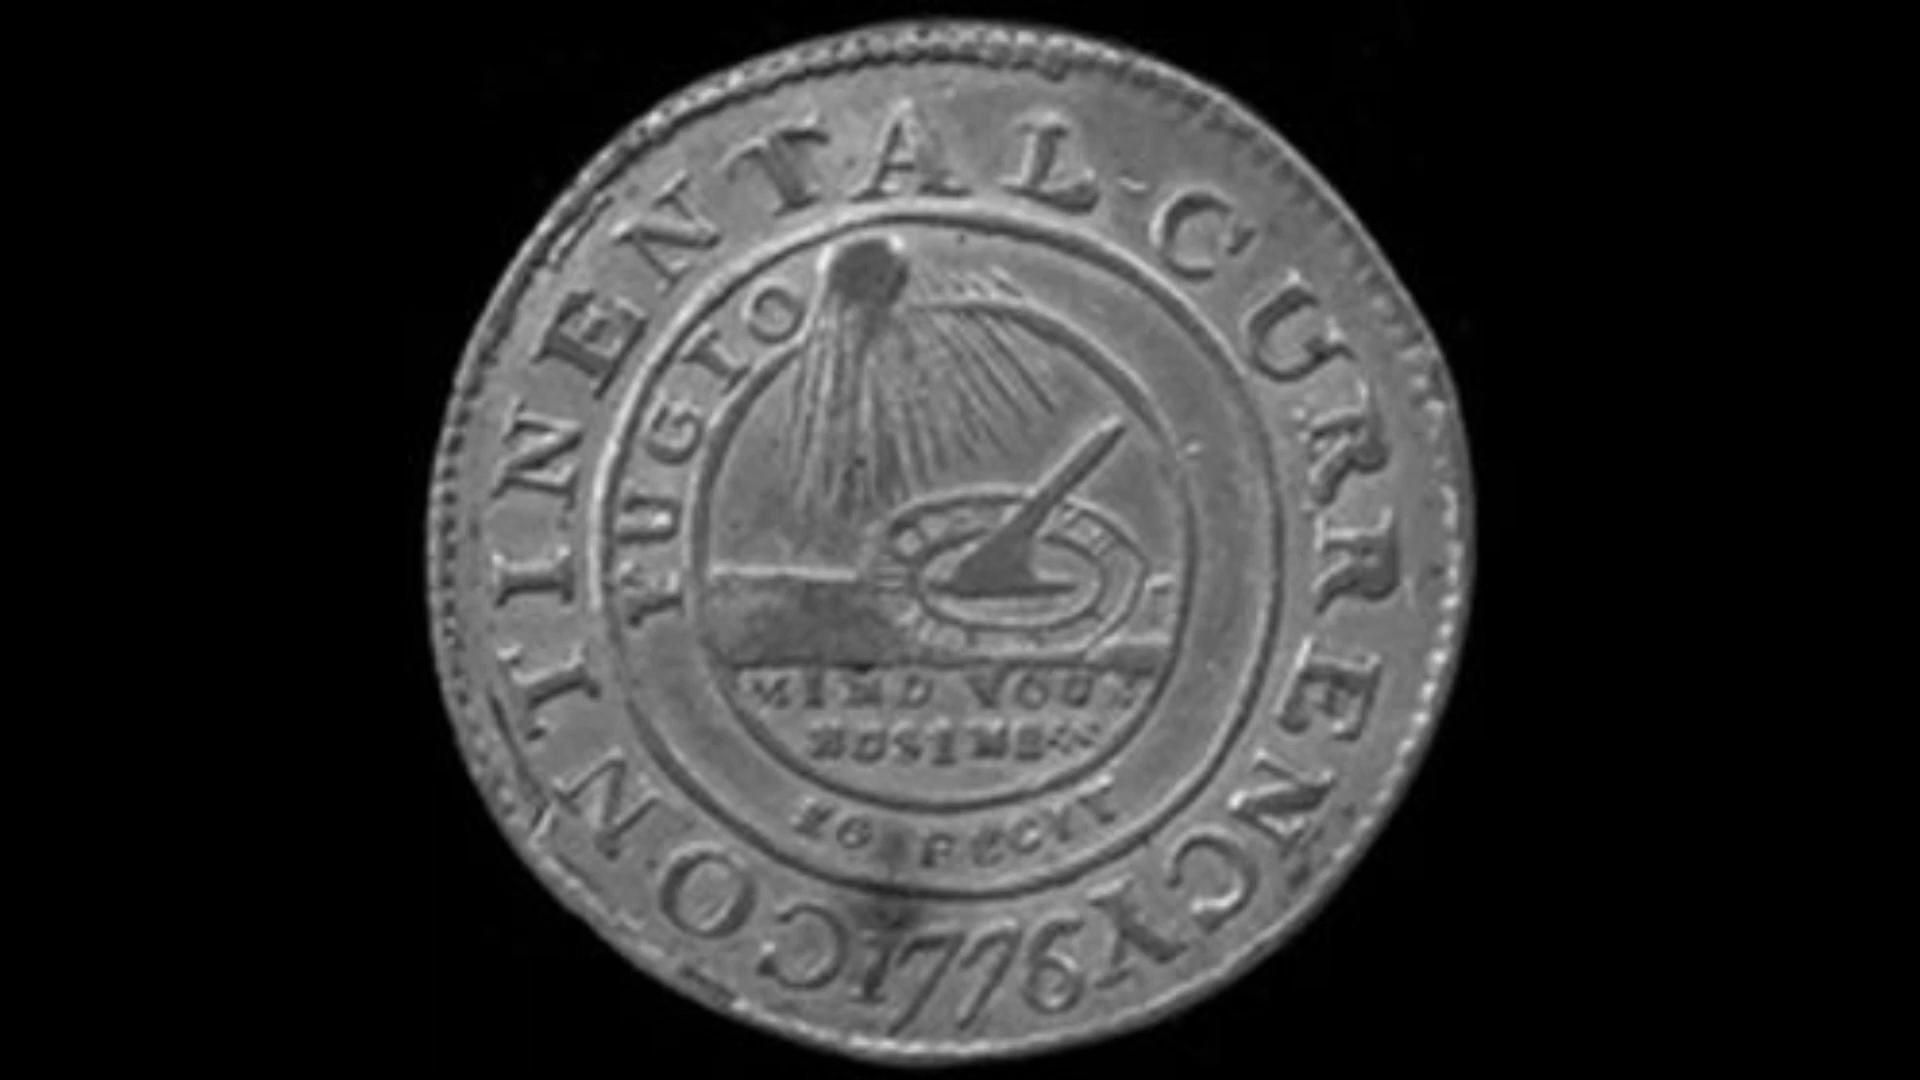 CONTINENTAL CURRENCY
1776
FUGIO
MIND YOUR
BUSINESS
EG FECIT